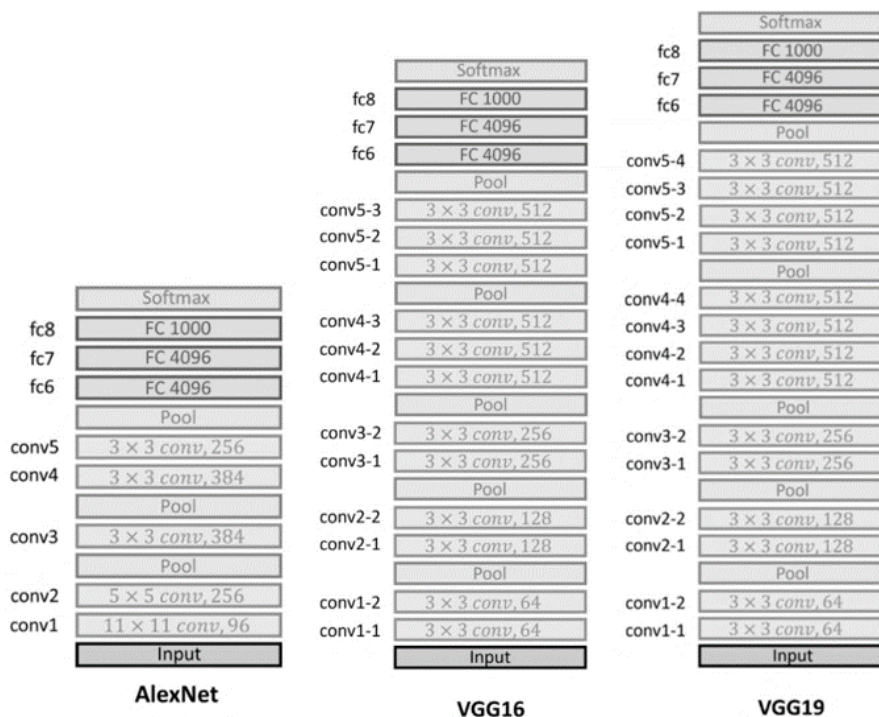 Softmax
fc8 FC 1000
fc7 FC 4096
fc6 FC 4096
Pool
conv5 3 × 3 conv, 256
conv4 3 × 3 conv, 384
Pool
conv3 3 × 3 conv, 384
Pool
conv2 5 × 5 conv, 256
conv1 11 × 11 conv, 96
Input
AlexNet
Softmax
fc8 FC 1000
fc7 FC 4096
fc6 FC 4096
Pool
conv5-3 3 × 3 conv, 512
conv5-2 3 × 3 conv, 512
conv5-1 3 × 3 conv, 512
Pool
conv4-3 3 × 3 conv, 512
conv4-2 3 × 3 conv, 512
conv4-1 3 × 3 conv, 512
Pool
conv3-2 3 × 3 conv, 256
conv3-1 3 × 3 conv, 256
Pool
conv2-2 3 × 3 conv, 128
conv2-1 3 × 3 conv, 128
Pool
conv1-2 3 × 3 conv, 64
conv1-1 3 × 3 conv, 64
Input
VGG16
Softmax
fc8 FC 1000
fc7 FC 4096
fc6 FC 4096
Pool
conv5-4 3 × 3 conv, 512
conv5-3 3 × 3 conv, 512
conv5-2 3 × 3 conv, 512
conv5-1 3 × 3 conv, 512
Pool
conv4-4 3 × 3 conv, 512
conv4-3 3 × 3 conv, 512
conv4-2 3 × 3 conv, 512
conv4-1 3 × 3 conv, 512
Pool
conv3-2 3 × 3 conv, 256
conv3-1 3 × 3 conv, 256
Pool
conv2-2 3 × 3 conv, 128
conv2-1 3 × 3 conv, 128
Pool
conv1-2 3 × 3 conv, 64
conv1-1 3 × 3 conv, 64
Input
VGG19